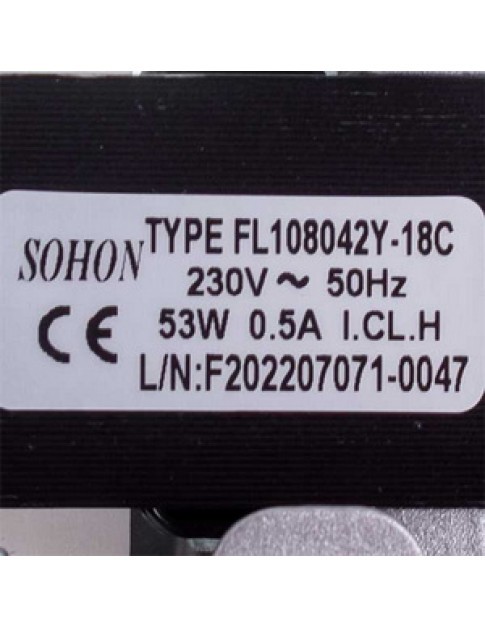 SOHON
TYPE FL108042Y-18C
230V ~ 50Hz
CE
53W 0.5A I.CL.H
L/N:F202207071-0047